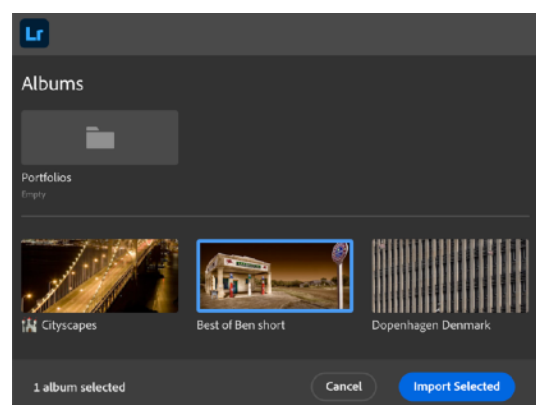 Lr
Albums
Portfolios
Empty
Cityscapes
Best of Ben short
Dopenhagen Denmark
1 album selected
Cancel
Import Selected